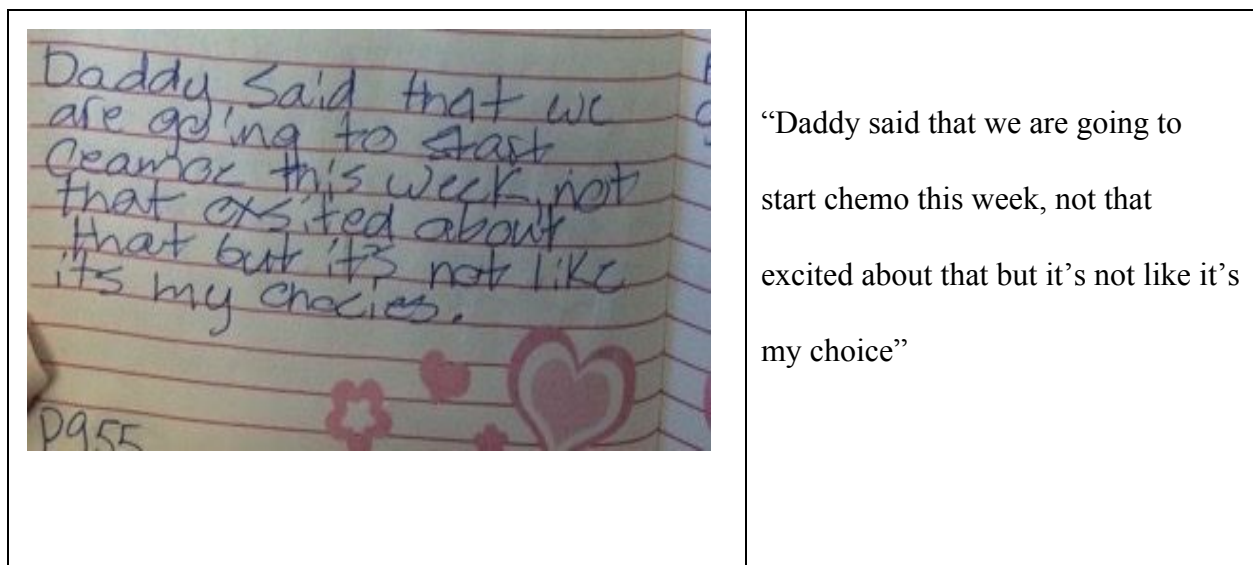 Daddy said that we
are going to start
Ceamoe this week, not
that exsited about
that but it's not like
it's my chocies.
pg55
“Daddy said that we are going to
start chemo this week, not that
excited about that but it’s not like it’s
my choice”